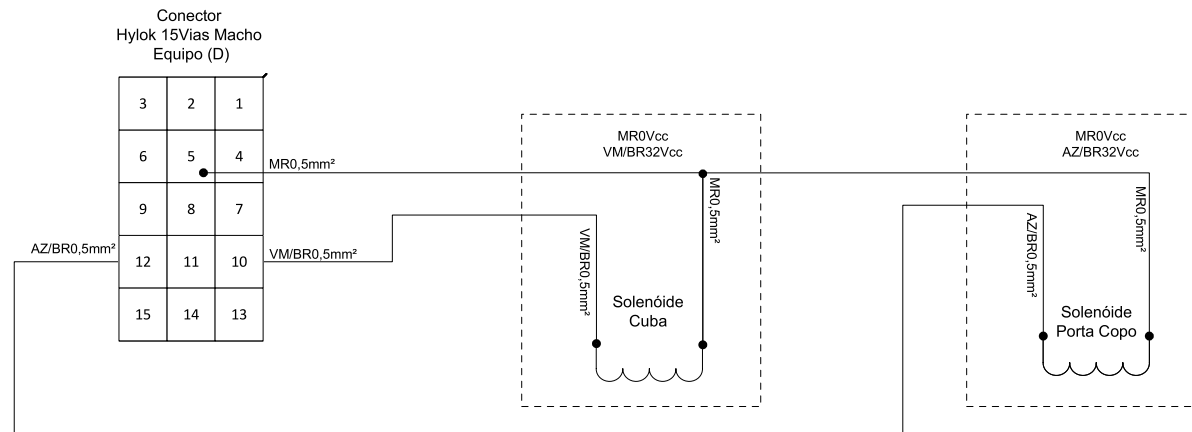 Conector
Hylok 15Vias Macho
Equipo (D)
3 2 1
6 5 4
9 8 7
12 11 10
15 14 13
MR0,5mm²
AZ/BR0,5mm²
VM/BR0,5mm²
MR0Vcc
VM/BR32Vcc
VM/BR0,5mm²
MR0,5mm²
Solenóide
Cuba
MR0Vcc
AZ/BR32Vcc
AZ/BR0,5mm²
MR0,5mm²
Solenóide
Porta Copo